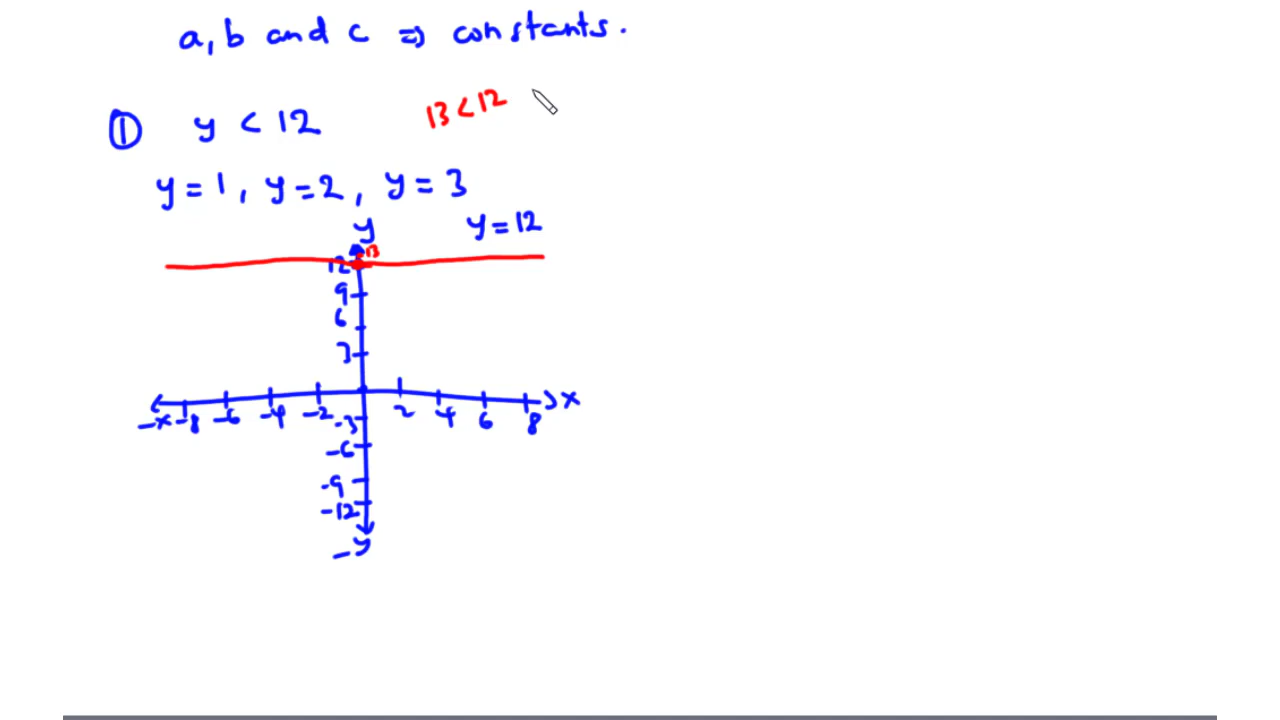 a, b and c ⇒ constants.
① y < 12
13 < 12
y = 1, y = 2, y = 3
y
y = 12
13
12
9
6
3
-x -8 -6 -4 -2 2 4 6 8 x
-3
-6
-9
-12
-y